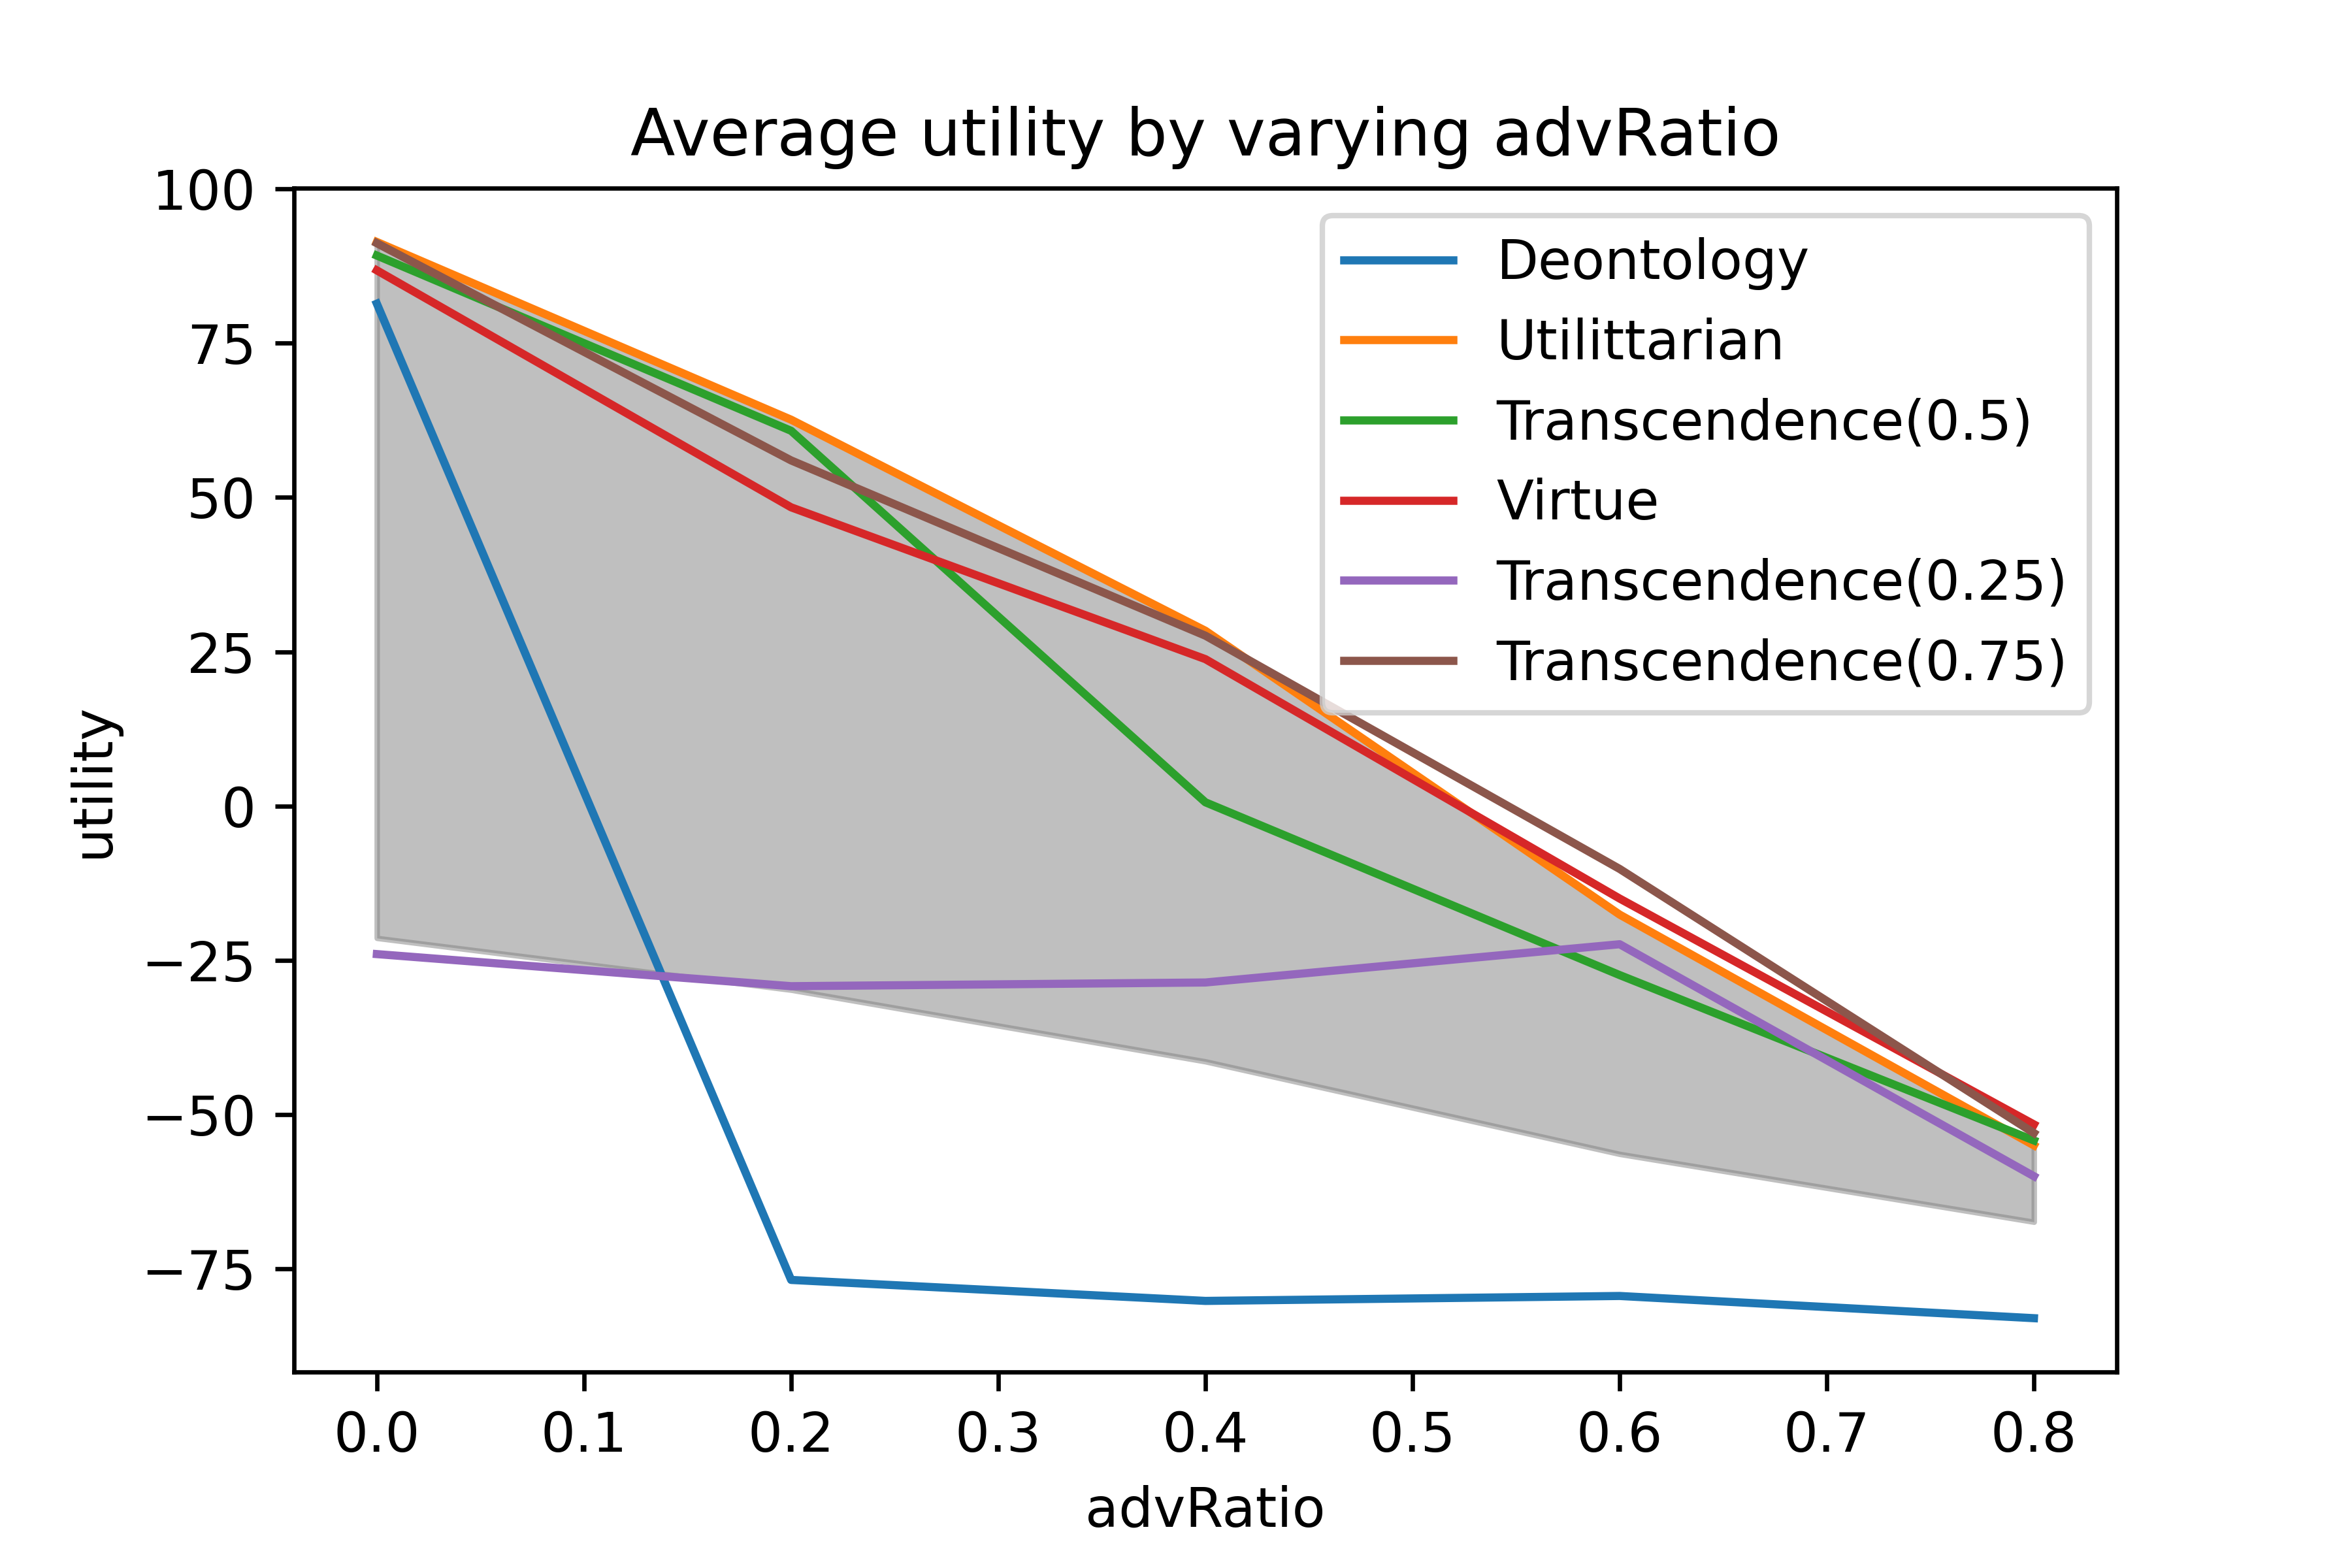 Average utility by varying advRatio
100
75
50
25
0
−25
−50
−75
utility
Deontology
Utilittarian
Transcendence(0.5)
Virtue
Transcendence(0.25)
Transcendence(0.75)
0.0 0.1 0.2 0.3 0.4 0.5 0.6 0.7 0.8
advRatio